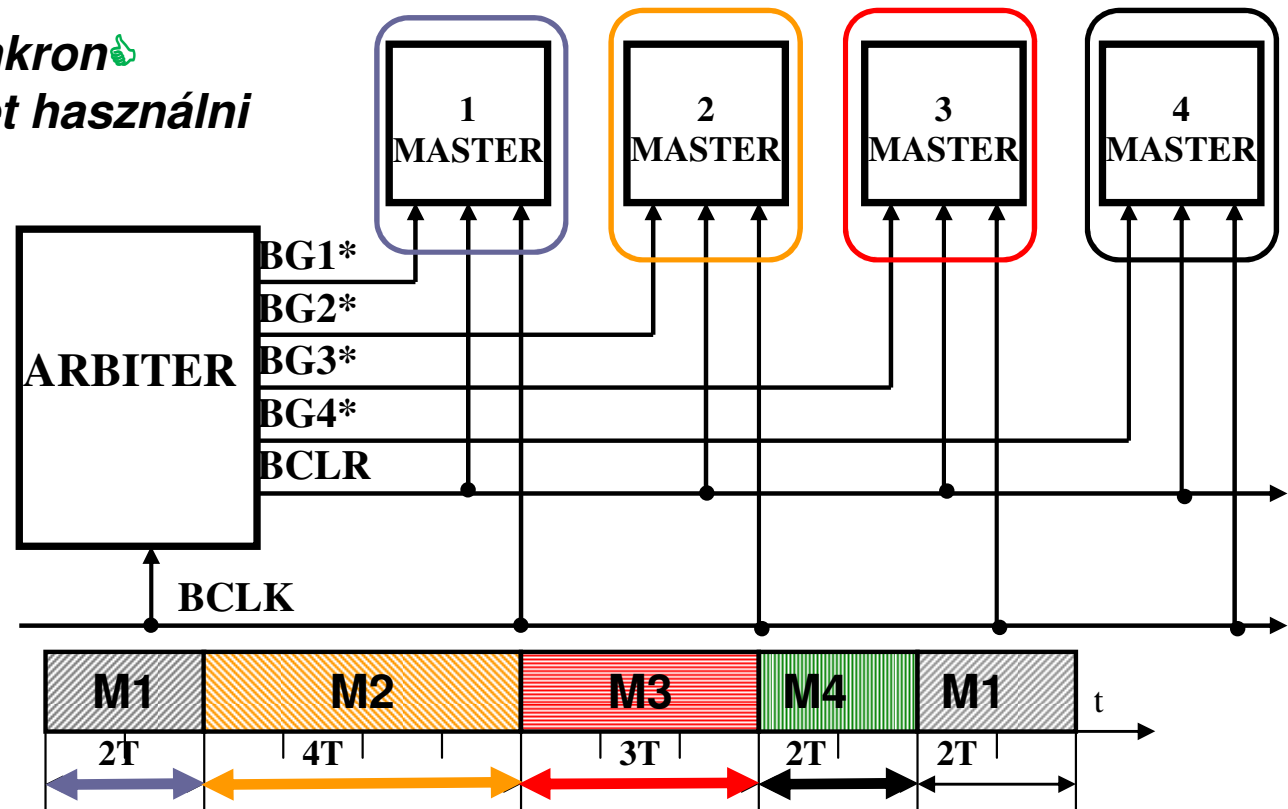 nkron👍
t használni
1
MASTER
2
MASTER
3
MASTER
4
MASTER
ARBITER
BG1*
BG2*
BG3*
BG4*
BCLR
BCLK
M1 M2 M3 M4 M1 t
2T 4T 3T 2T 2T